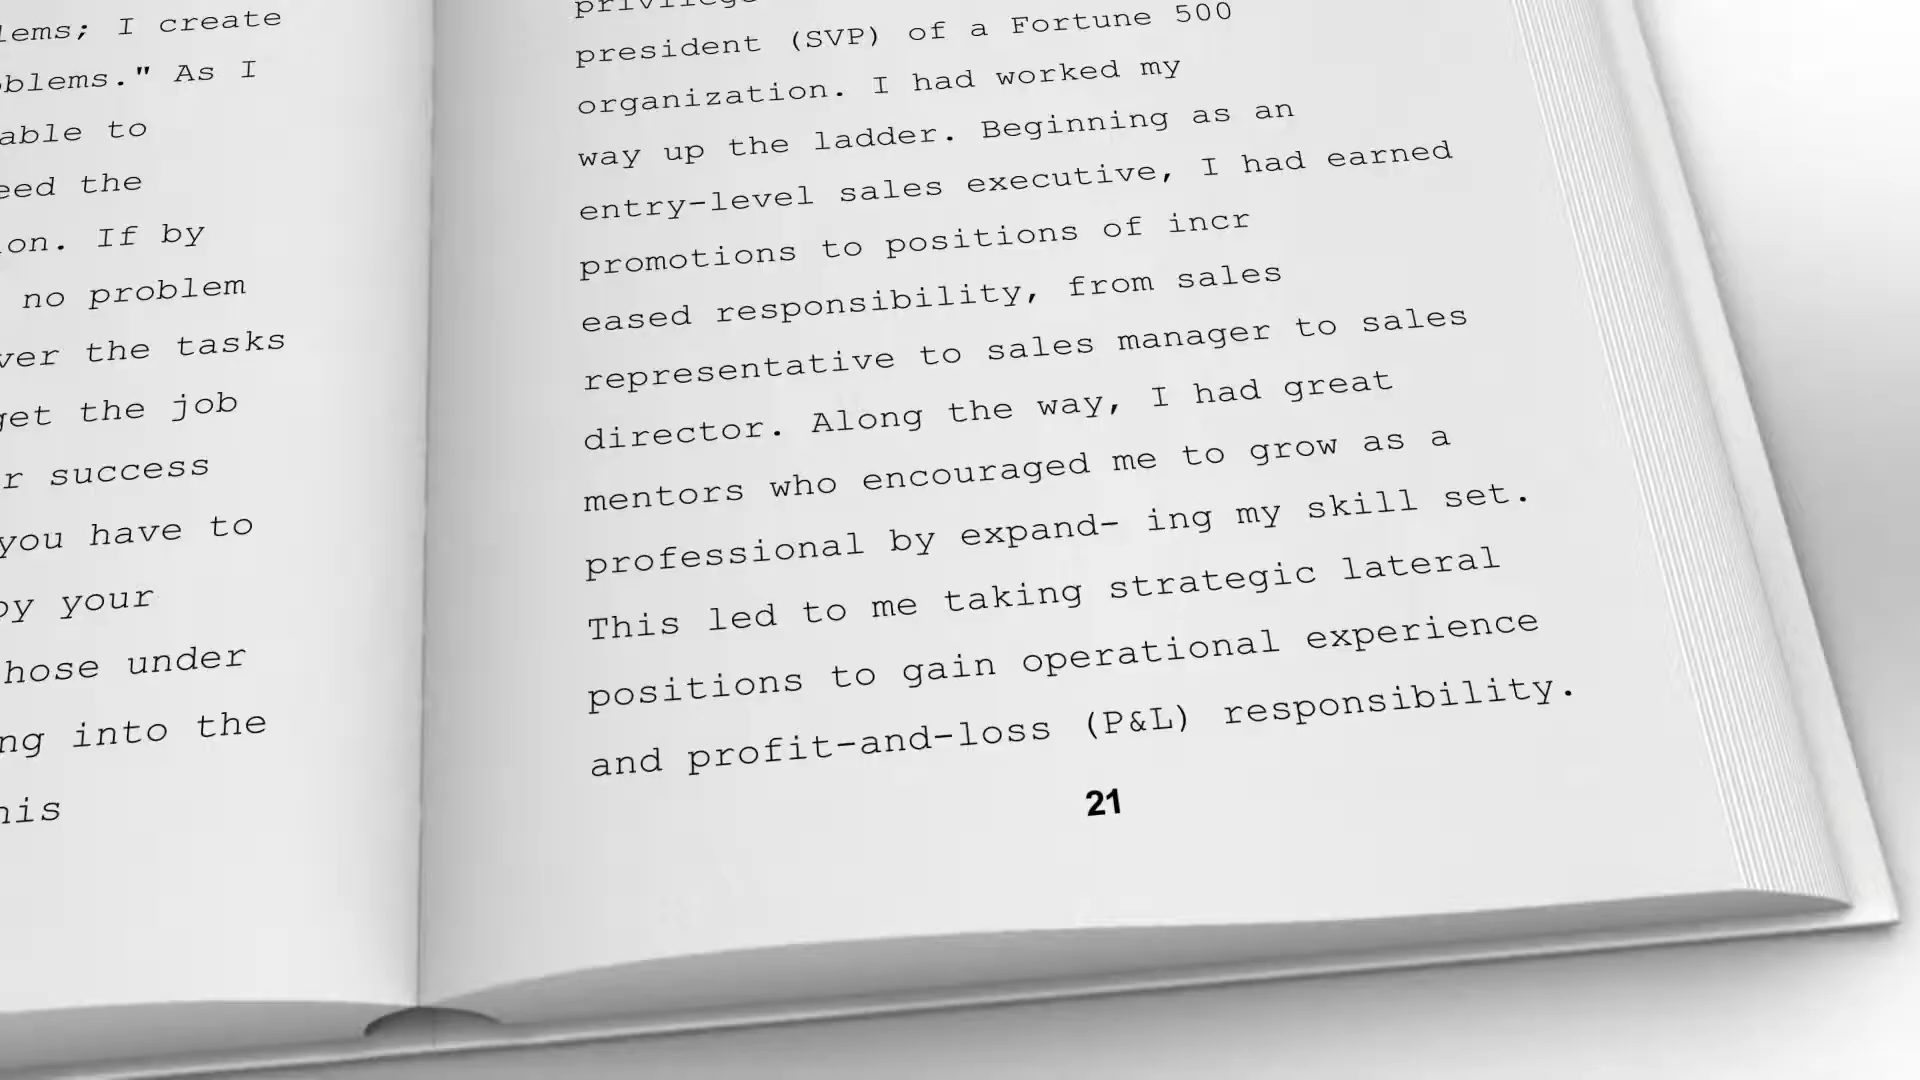 lems; I create
oblems." As I
able to
eed the
on. If by
no problem
ver the tasks
get the job
r success
you have to
by your
hose under
ng into the
his
president (SVP) of a Fortune 500
organization. I had worked my
way up the ladder. Beginning as an
entry-level sales executive, I had earned
promotions to positions of incr
eased responsibility, from sales
representative to sales manager to sales
director. Along the way, I had great
mentors who encouraged me to grow as a
professional by expand- ing my skill set.
This led to me taking strategic lateral
positions to gain operational experience
and profit-and-loss (P&L) responsibility.
21